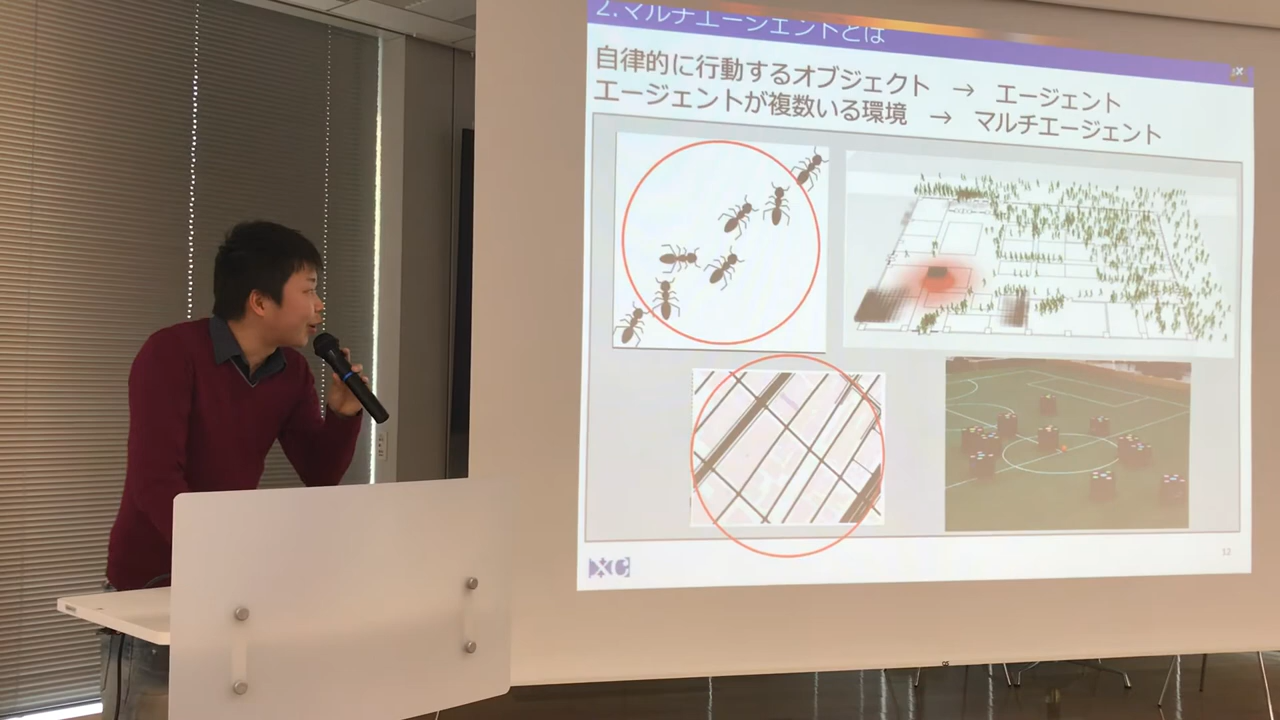 2.マルチエージェントとは
自律的に行動するオブジェクト → エージェント
エージェントが複数いる環境 → マルチエージェント
12